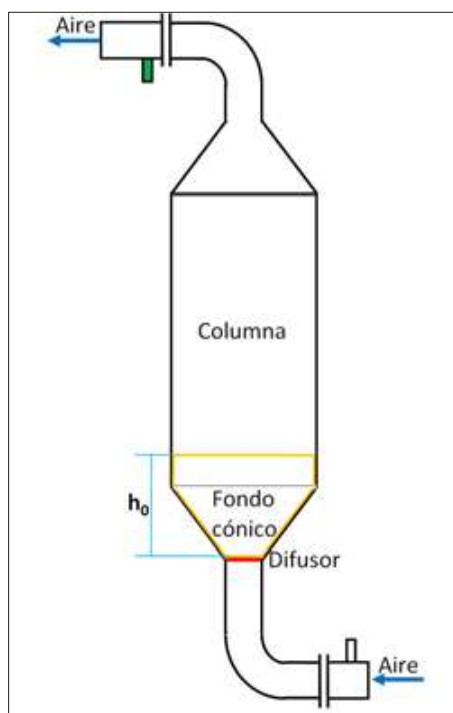 Aire
Columna
h₀
Fondo
cónico
Difusor
Aire